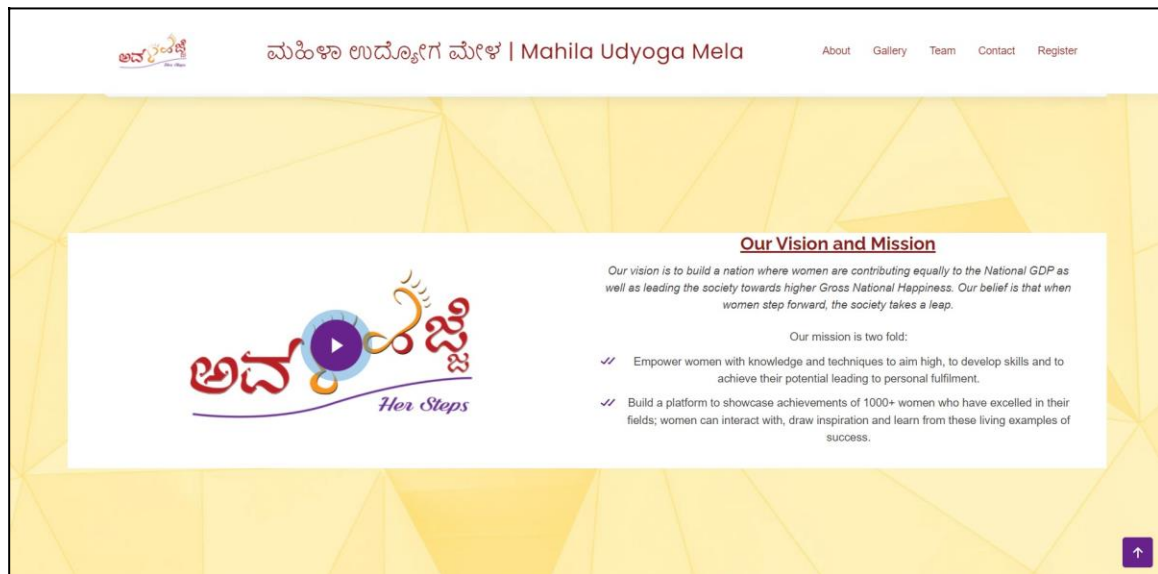 ಮಹಿಳಾ ಉದ್ಯೋಗ ಮೇಳ | Mahila Udyoga Mela
About Gallery Team Contact Register
Her Steps
Our Vision and Mission
Our vision is to build a nation where women are contributing equally to the National GDP as
well as leading the society towards higher Gross National Happiness. Our belief is that when
women step forward, the society takes a leap.
Our mission is two fold:
Empower women with knowledge and techniques to aim high, to develop skills and to
achieve their potential leading to personal fulfilment.
Build a platform to showcase achievements of 1000+ women who have excelled in their
fields; women can interact with, draw inspiration and learn from these living examples of
success.